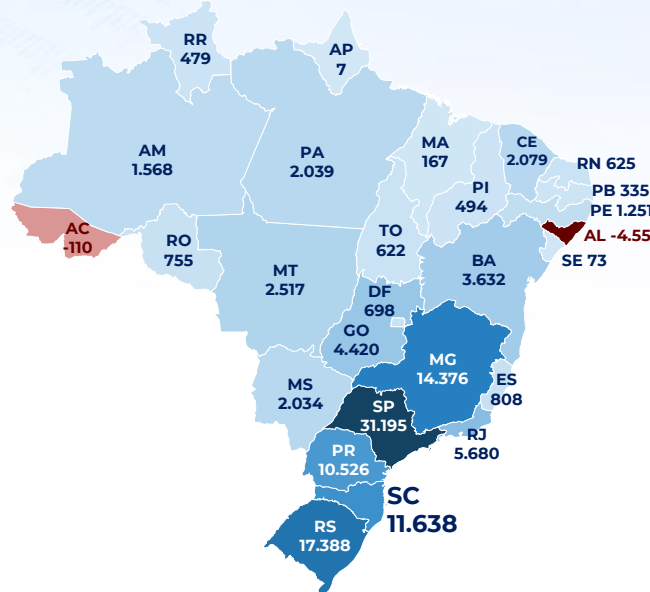 RR
479
AP
7
AM
1.568
PA
2.039
MA
167
CE
2.079
RN 625
PI
494
PB 335
PE 1.251
AC
-110
RO
755
TO
622
AL -4.55
BA
3.632
SE 73
MT
2.517
DF
698
GO
4.420
MG
14.376
MS
2.034
ES
808
SP
31.195
RJ
5.680
PR
10.526
SC
11.638
RS
17.388